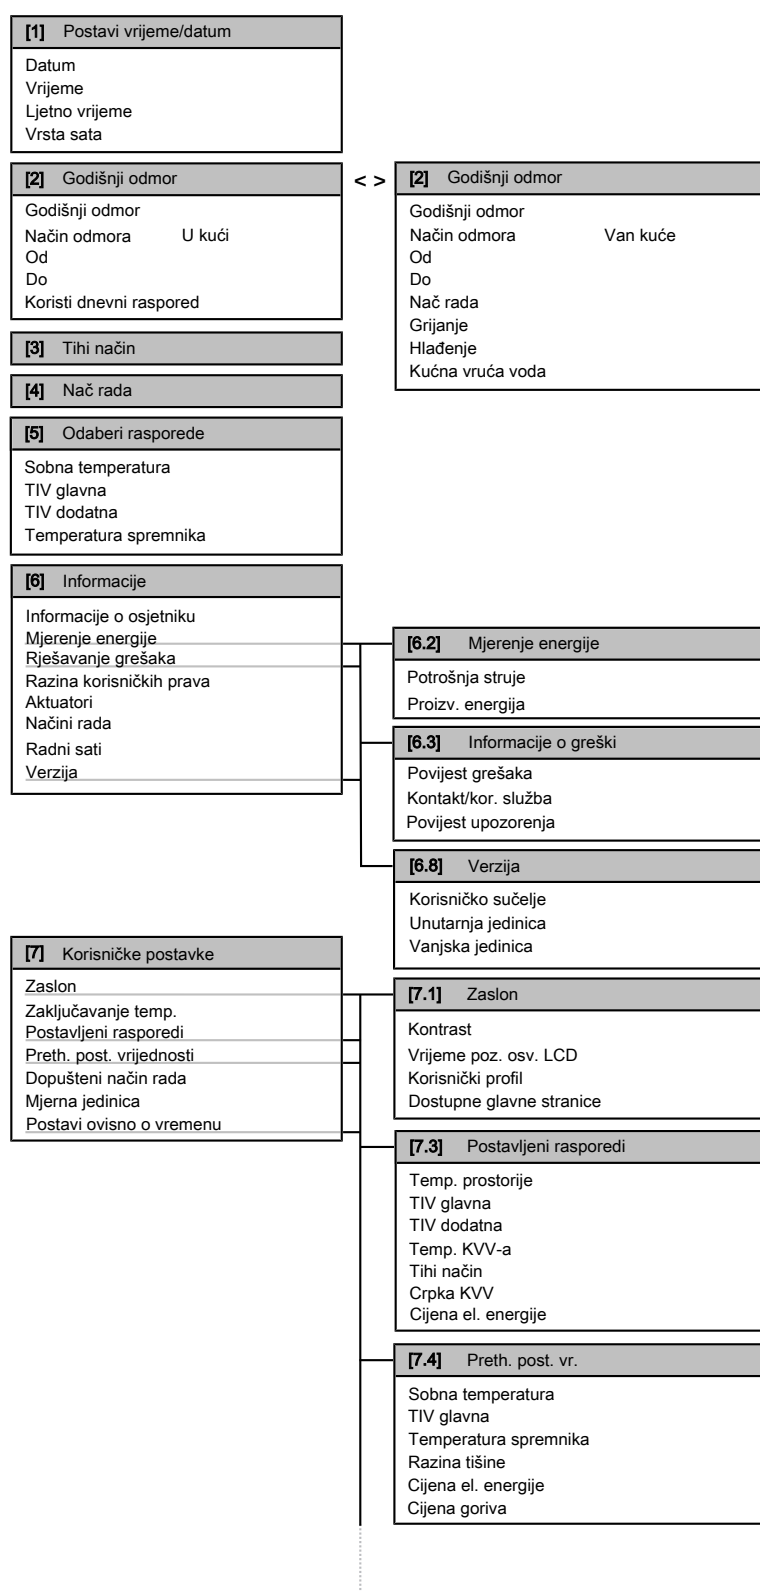 [1] Postavi vrijeme/datum
Datum
Vrijeme
Ljetno vrijeme
Vrsta sata
[2] Godišnji odmor
Godišnji odmor
Način odmora U kući
Od
Do
Koristi dnevni raspored
< >
[2] Godišnji odmor
Godišnji odmor
Način odmora Van kuće
Od
Do
Nač rada
Grijanje
Hlađenje
Kućna vruća voda
[3] Tihi način
[4] Nač rada
[5] Odaberi rasporede
Sobna temperatura
TIV glavna
TIV dodatna
Temperatura spremnika
[6] Informacije
Informacije o osjetniku
Mjerenje energije
Rješavanje grešaka
Razina korisničkih prava
Aktuatori
Načini rada
Radni sati
Verzija
[6.2] Mjerenje energije
Potrošnja struje
Proizv. energija
[6.3] Informacije o greški
Povijest grešaka
Kontakt/kor. služba
Povijest upozorenja
[6.8] Verzija
Korisničko sučelje
Unutarnja jedinica
Vanjska jedinica
[7] Korisničke postavke
Zaslon
Zaključavanje temp.
Postavljeni rasporedi
Preth. post. vrijednosti
Dopušteni način rada
Mjerna jedinica
Postavi ovisno o vremenu
[7.1] Zaslon
Kontrast
Vrijeme poz. osv. LCD
Korisnički profil
Dostupne glavne stranice
[7.3] Postavljeni rasporedi
Temp. prostorije
TIV glavna
TIV dodatna
Temp. KVV-a
Tihi način
Crpka KVV
Cijena el. energije
[7.4] Preth. post. vr.
Sobna temperatura
TIV glavna
Temperatura spremnika
Razina tišine
Cijena el. energije
Cijena goriva